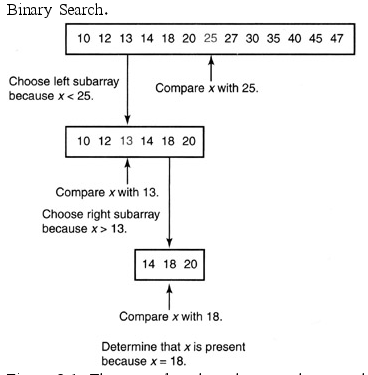 Binary Search.
10 12 13 14 18 20 25 27 30 35 40 45 47
Choose left subarray
because x < 25.
Compare x with 25.
10 12 13 14 18 20
Compare x with 13.
Choose right subarray
because x > 13.
14 18 20
Compare x with 18.
Determine that x is present
because x = 18.